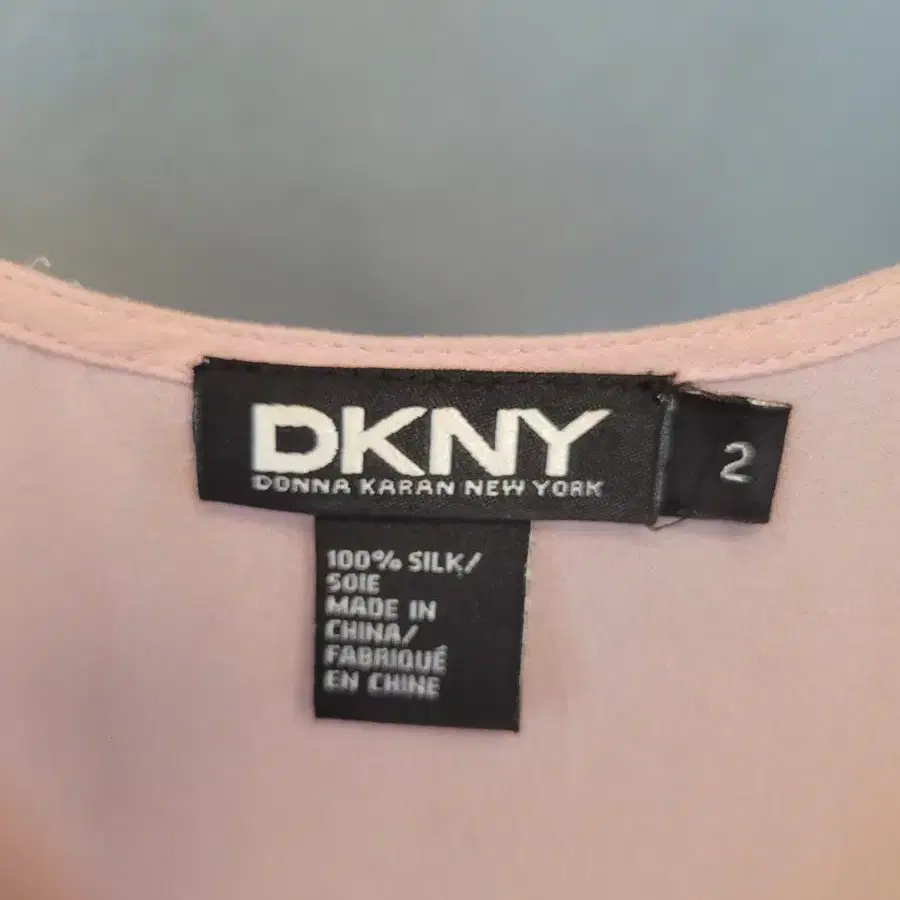 DKNY
DONNA KARAN NEW YORK
2
100% SILK/
SOIE
MADE IN
CHINA/
FABRIQUÉ
EN CHINE